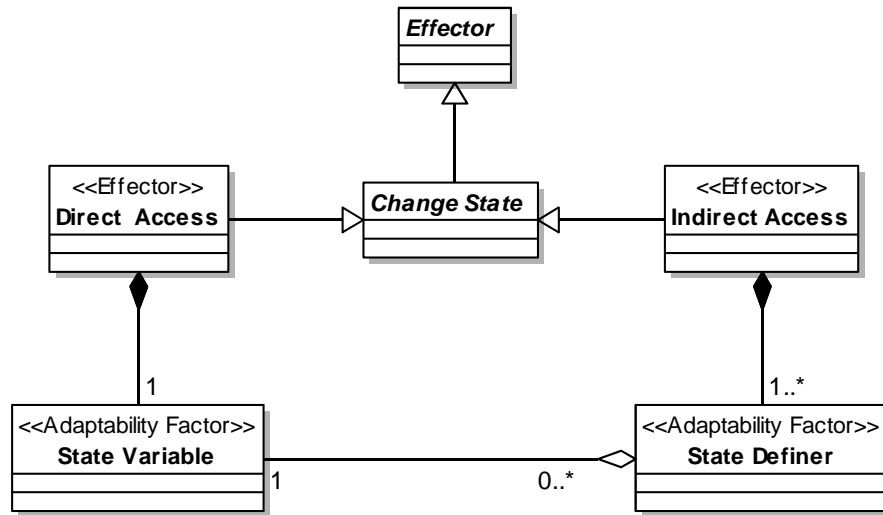 Effector
<<Effector>>
Direct Access
Change State
<<Effector>>
Indirect Access
1
1..*
<<Adaptability Factor>>
State Variable
<<Adaptability Factor>>
State Definer
1
0..*